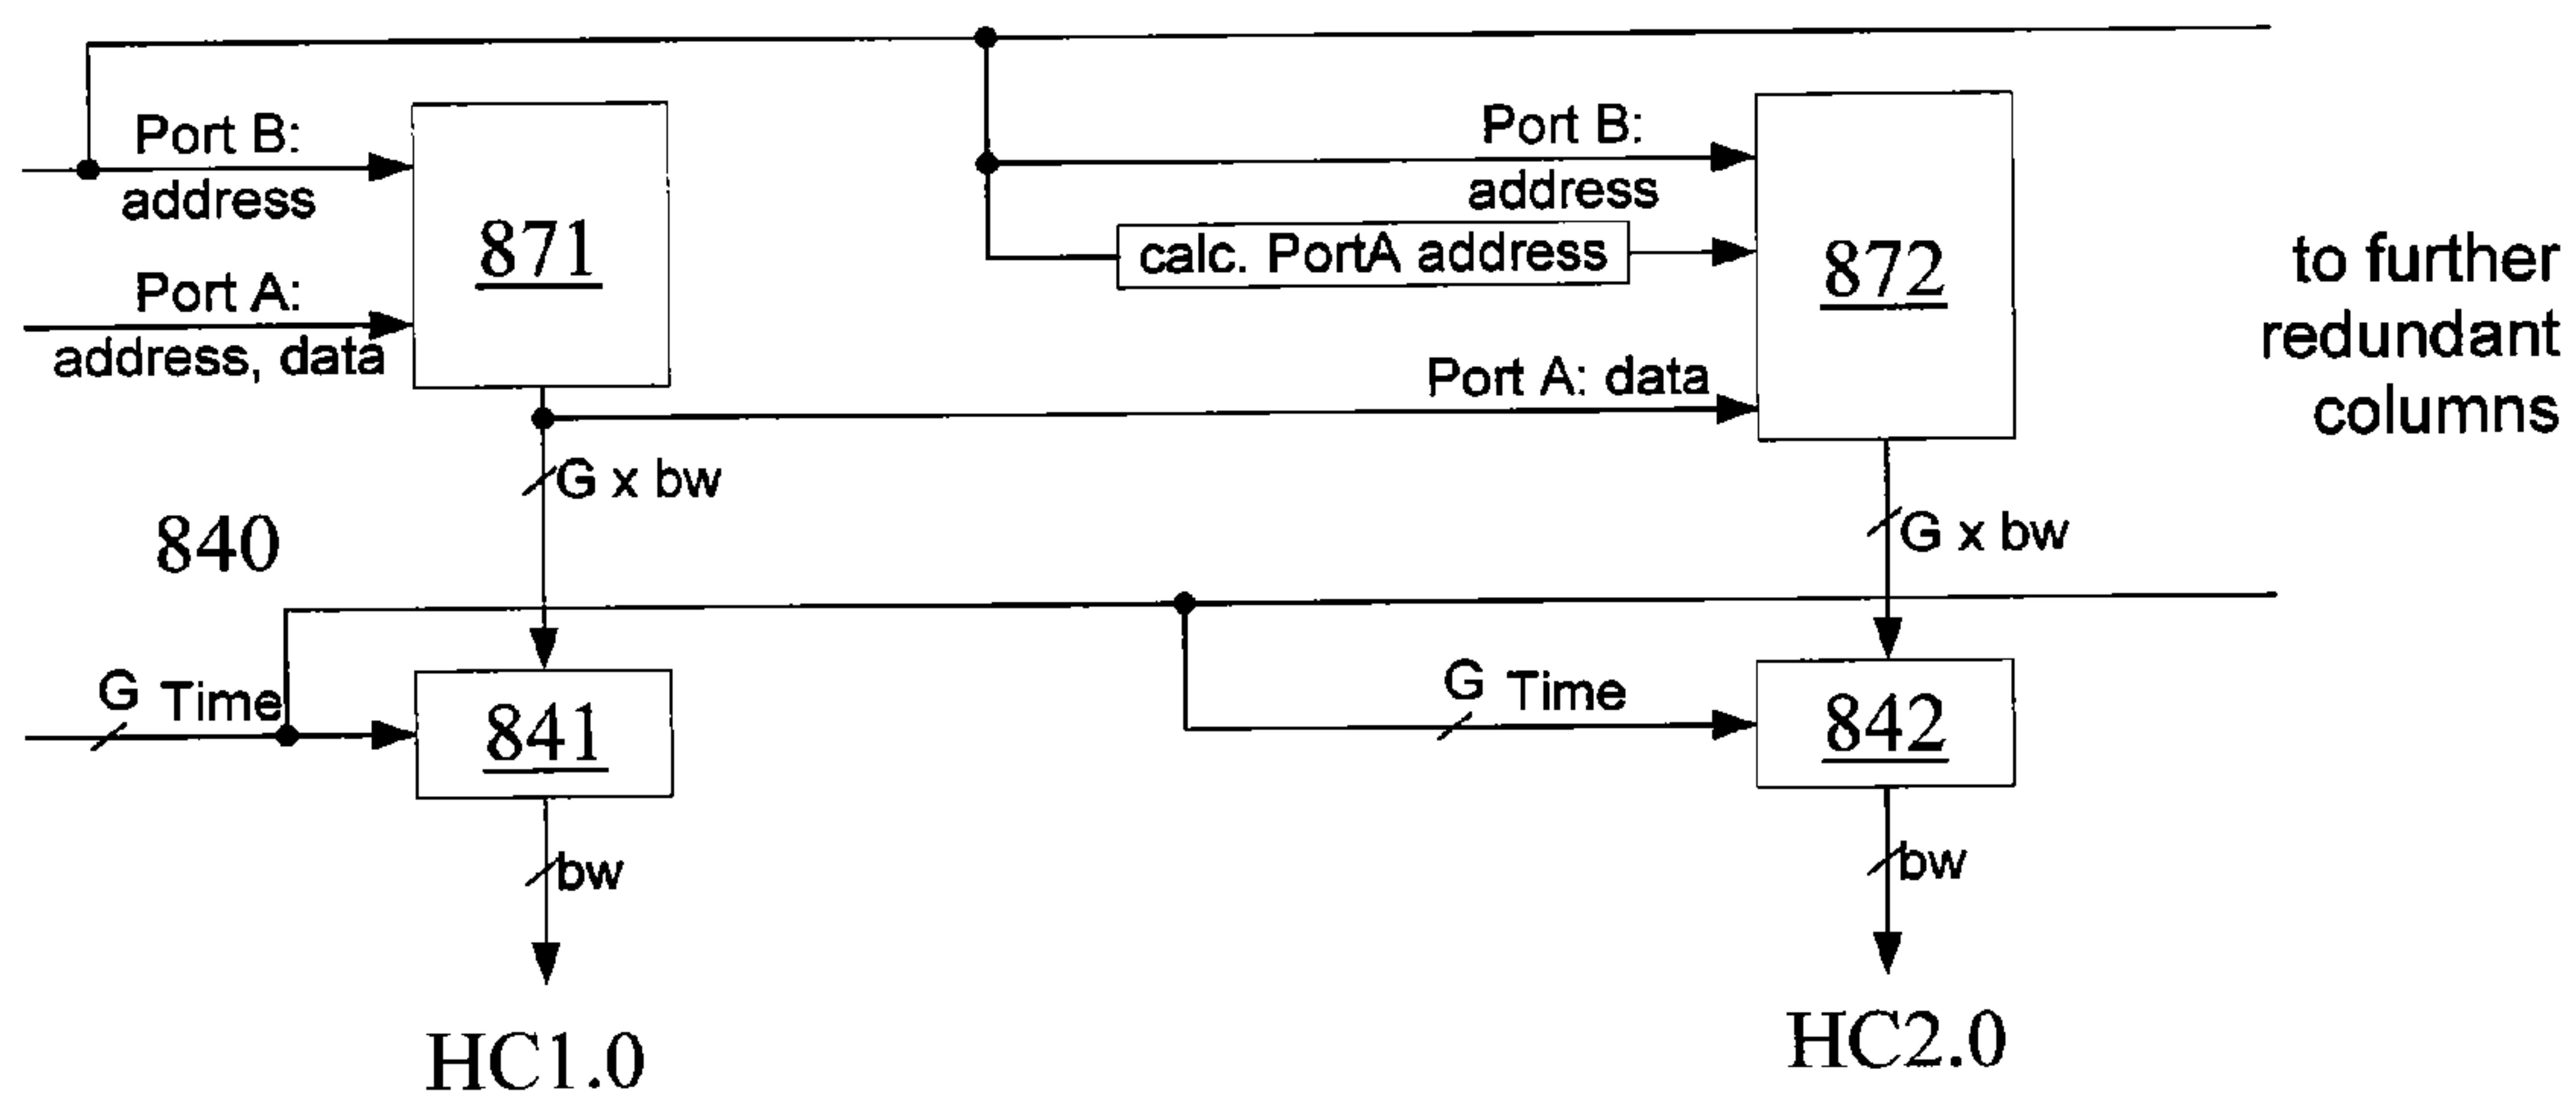 Port B:
address
871
Port A:
address, data
Port B:
address
calc. PortA address
872
Port A: data
to further
redundant
columns
G x bw
G x bw
840
G Time
841
G Time
842
bw
bw
HC1.0
HC2.0